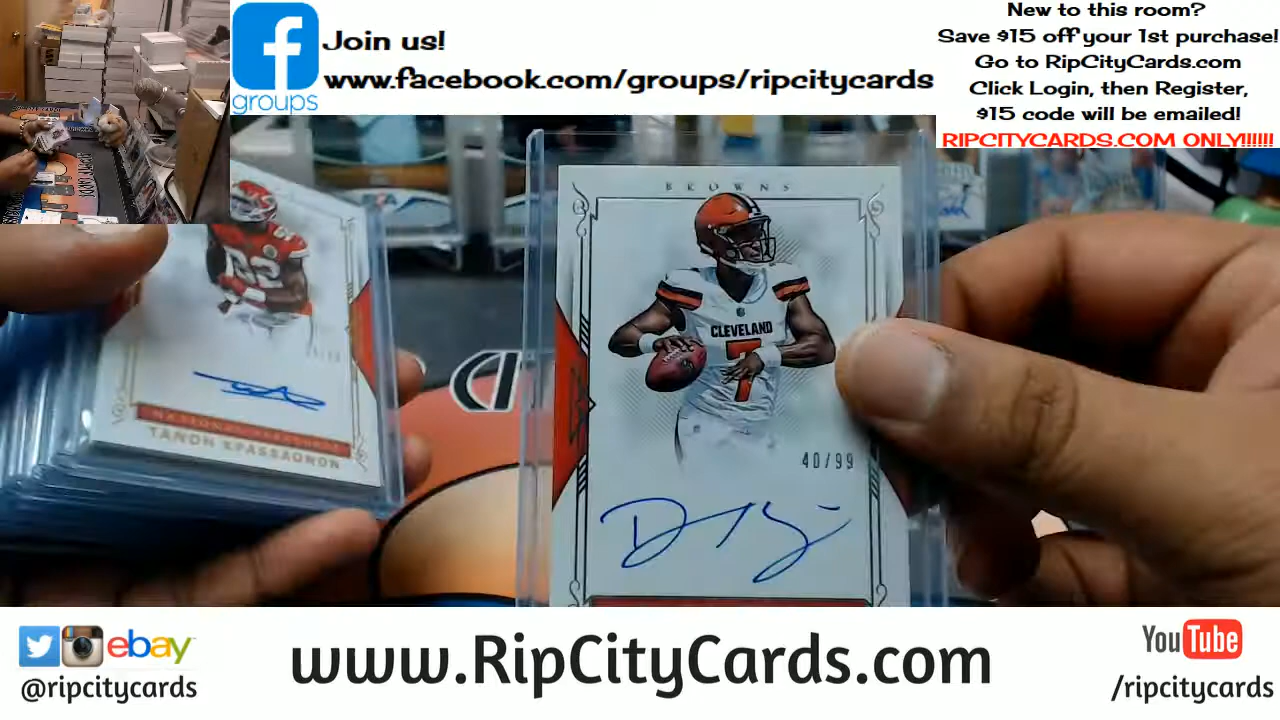 Join us!
www.facebook.com/groups/ripcitycards
groups
New to this room?
Save $15 off your 1st purchase!
Go to RipCityCards.com
Click Login, then Register,
$15 code will be emailed!
RIPCITYCARDS.COM ONLY!!!!!!
BROWNS
CLEVELAND
7
40/99
TANOH KPASSAGNON
ebay
@ripcitycards
www.RipCityCards.com
YouTube
/ripcitycards